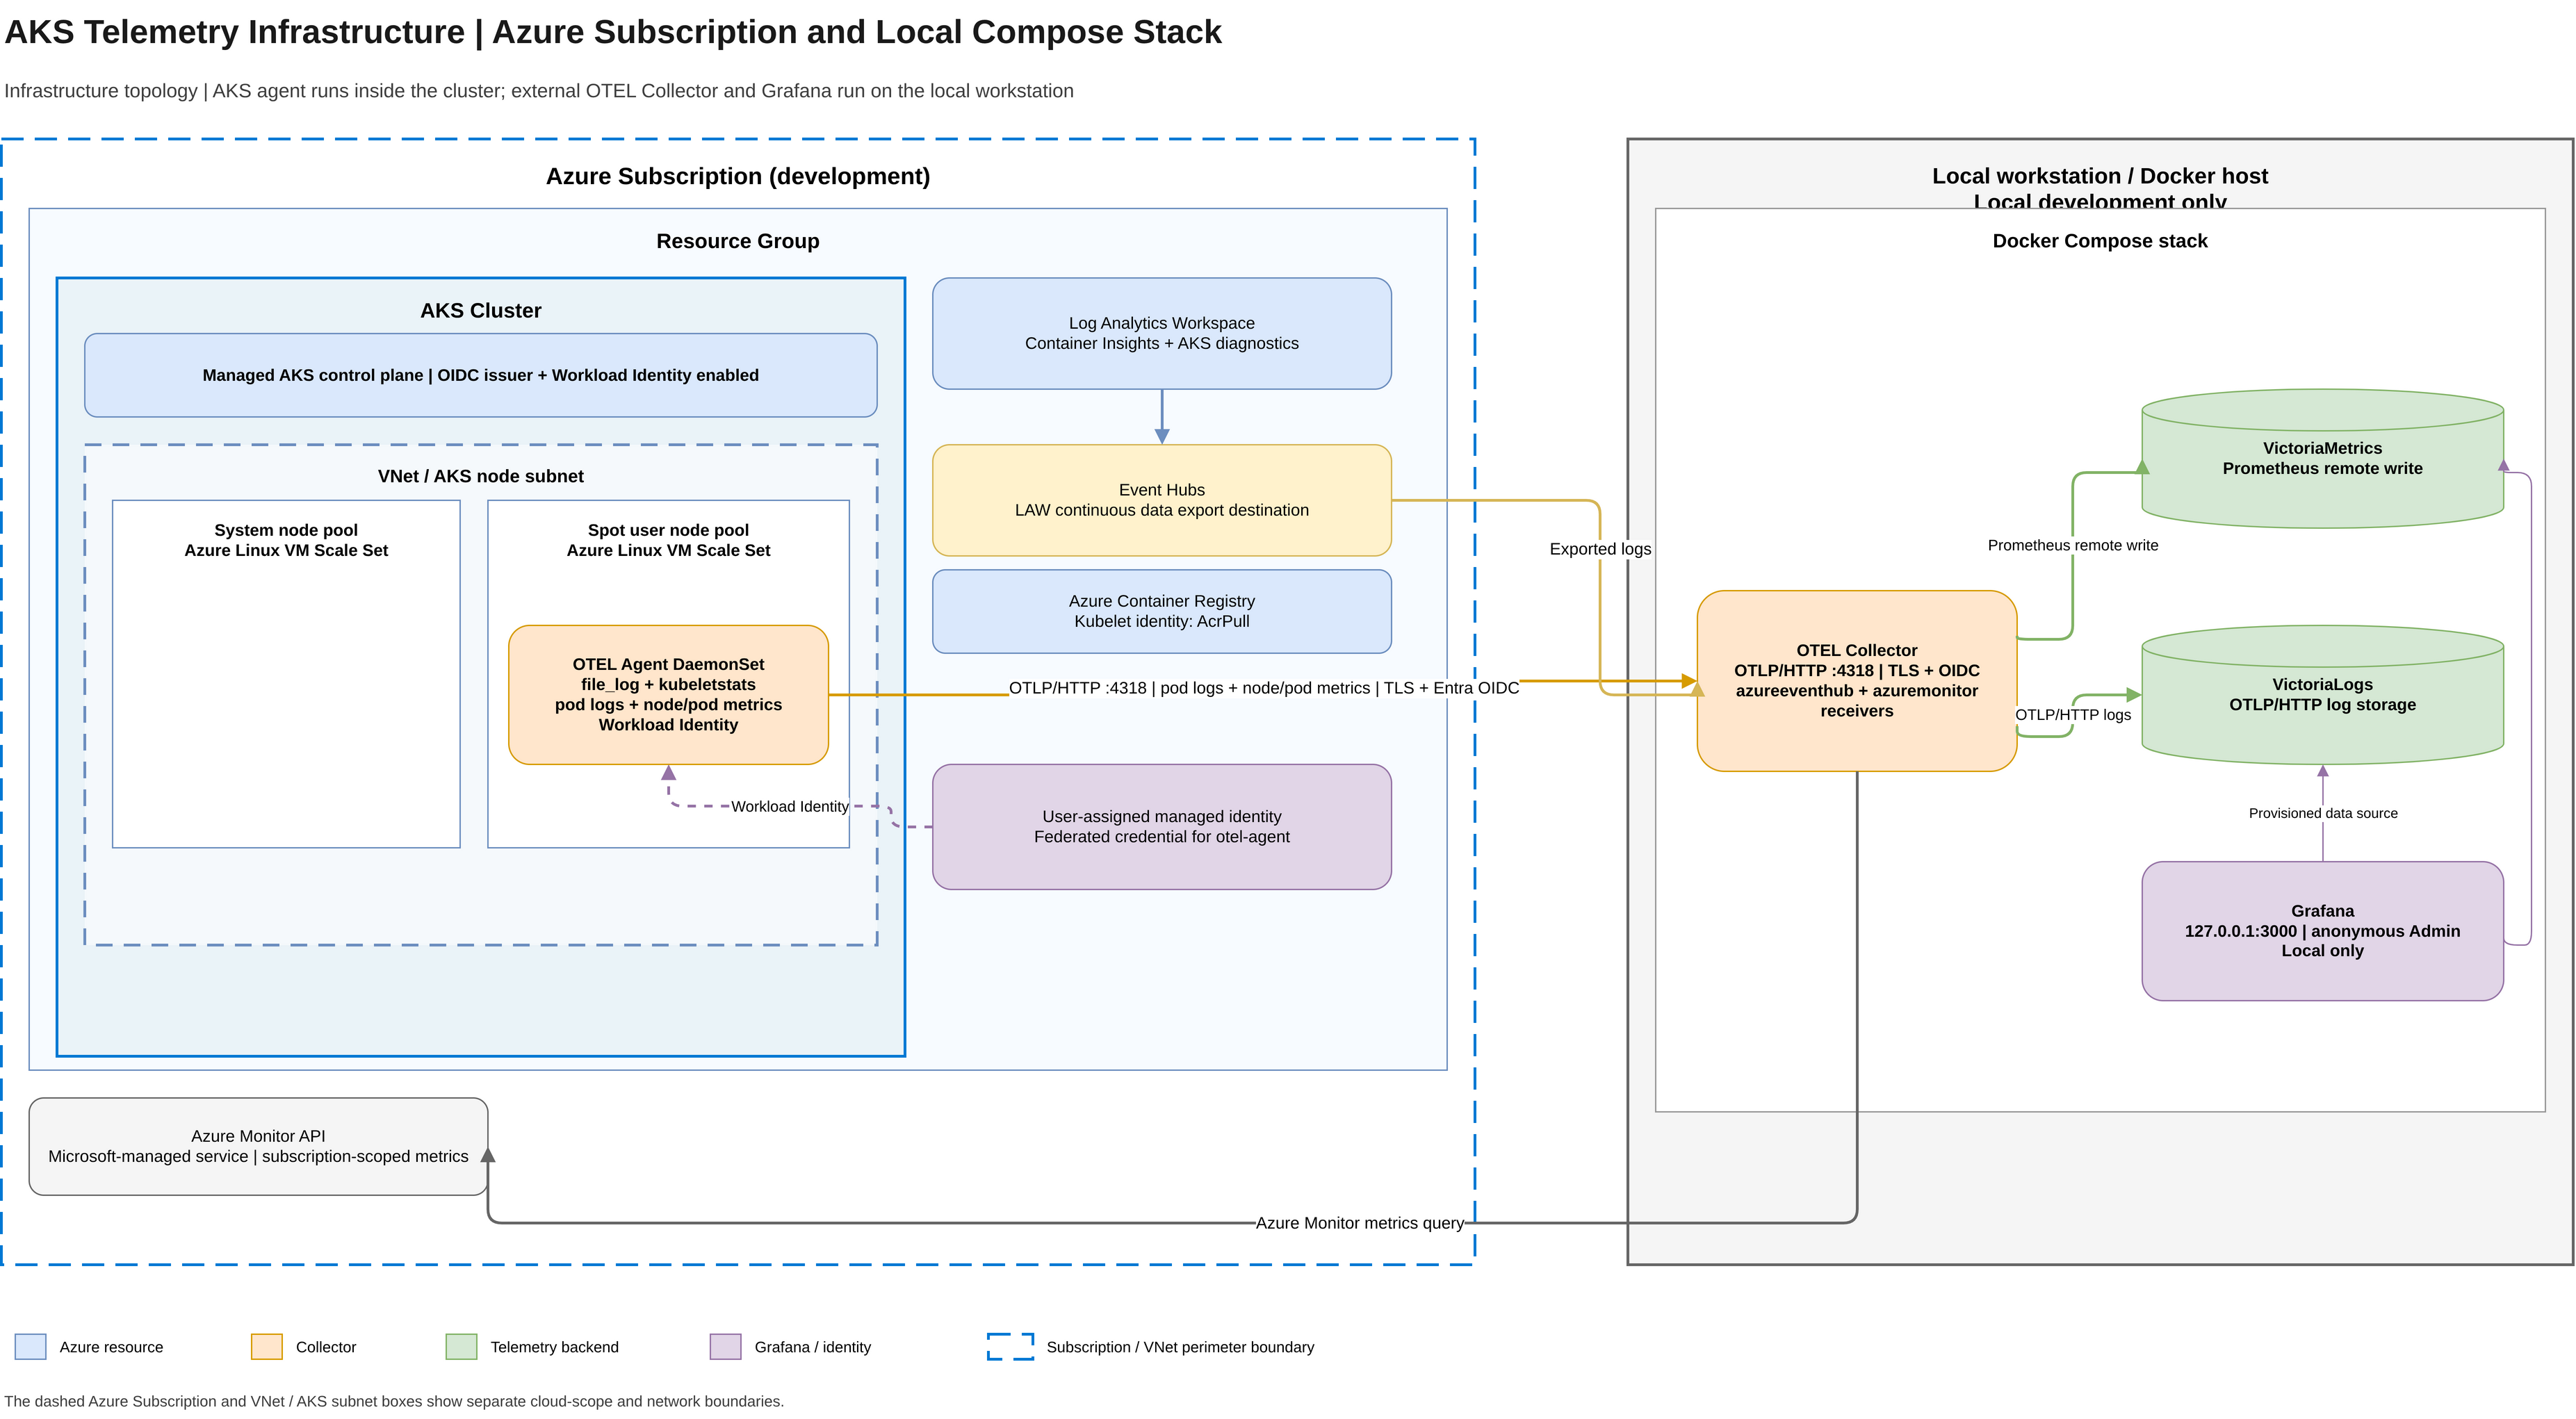 AKS Telemetry Infrastructure | Azure Subscription and Local Compose Stack
Infrastructure topology | AKS agent runs inside the cluster; external OTEL Collector and Grafana run on the local workstation
Azure Subscription (development)
Resource Group
AKS Cluster
Managed AKS control plane | OIDC issuer + Workload Identity enabled
VNet / AKS node subnet
System node pool
Azure Linux VM Scale Set
Spot user node pool
Azure Linux VM Scale Set
OTEL Agent DaemonSet
file_log + kubeletstats
pod logs + node/pod metrics
Workload Identity
Workload Identity
Log Analytics Workspace
Container Insights + AKS diagnostics
Event Hubs
LAW continuous data export destination
Azure Container Registry
Kubelet identity: AcrPull
OTLP/HTTP :4318 | pod logs + node/pod metrics | TLS + Entra OIDC
User-assigned managed identity
Federated credential for otel-agent
Exported logs
Azure Monitor API
Microsoft-managed service | subscription-scoped metrics
Azure Monitor metrics query
Local workstation / Docker host
Local development only
Docker Compose stack
OTEL Collector
OTLP/HTTP :4318 | TLS + OIDC
azureeventhub + azuremonitor
receivers
Prometheus remote write
OTLP/HTTP logs
VictoriaMetrics
Prometheus remote write
VictoriaLogs
OTLP/HTTP log storage
Provisioned data source
Grafana
127.0.0.1:3000 | anonymous Admin
Local only
Azure resource
Collector
Telemetry backend
Grafana / identity
Subscription / VNet perimeter boundary
The dashed Azure Subscription and VNet / AKS subnet boxes show separate cloud-scope and network boundaries.